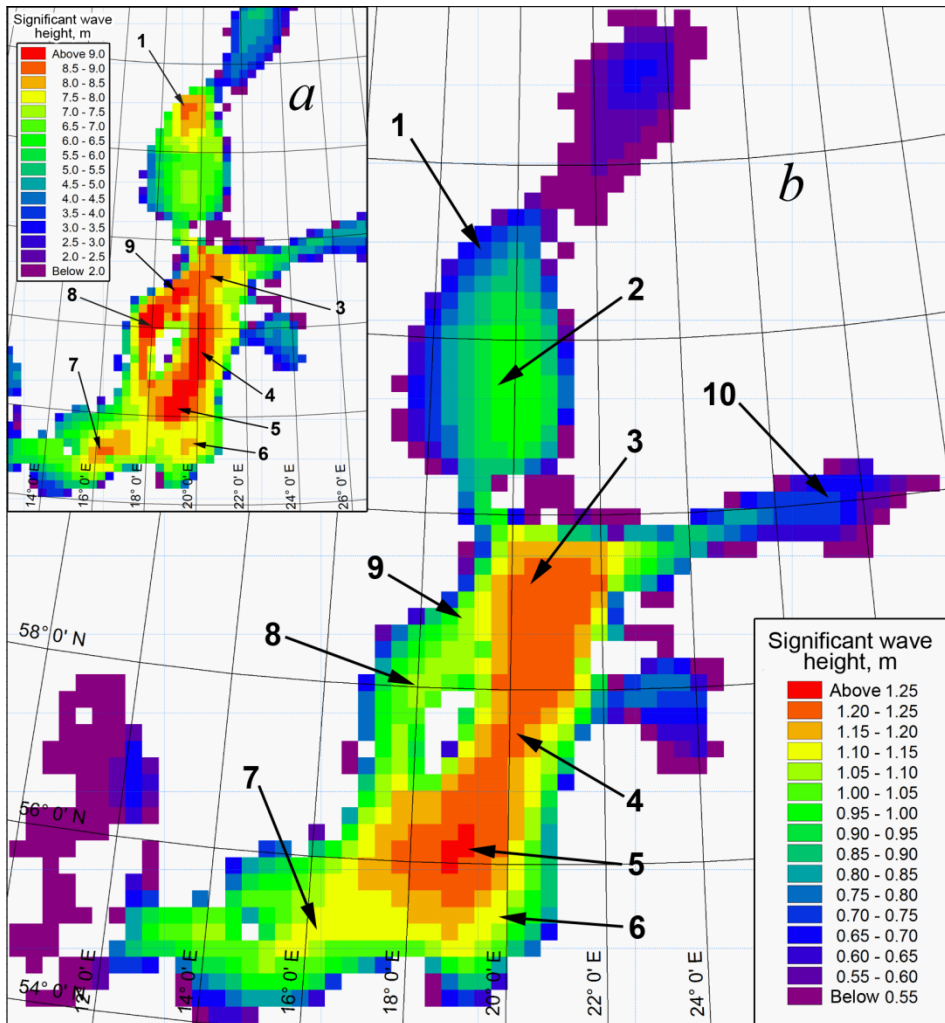 Significant wave
height, m
Above 9.0
8.5 - 9.0
8.0 - 8.5
7.5 - 8.0
7.0 - 7.5
6.5 - 7.0
6.0 - 6.5
5.5 - 6.0
5.0 - 5.5
4.5 - 5.0
4.0 - 4.5
3.5 - 4.0
3.0 - 3.5
2.5 - 3.0
2.0 - 2.5
Below 2.0
1
a
9
8
3
7
4
5
6
14° 0' E
16° 0' E
18° 0' E
20° 0' E
22° 0' E
24° 0' E
26° 0' E
1
b
2
10
3
9
8
58° 0' N
7
4
56° 0' N
5
6
54° 0' N
12° 0' E
14° 0' E
16° 0' E
18° 0' E
20° 0' E
22° 0' E
24° 0' E
Significant wave
height, m
Above 1.25
1.20 - 1.25
1.15 - 1.20
1.10 - 1.15
1.05 - 1.10
1.00 - 1.05
0.95 - 1.00
0.90 - 0.95
0.85 - 0.90
0.80 - 0.85
0.75 - 0.80
0.70 - 0.75
0.65 - 0.70
0.60 - 0.65
0.55 - 0.60
Below 0.55